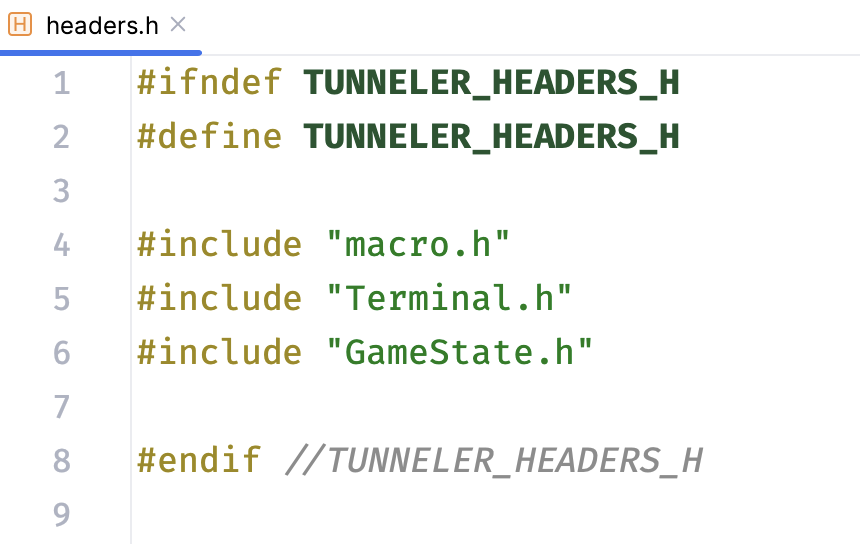 H headers.h ×
1 #ifndef TUNNELER_HEADERS_H
2 #define TUNNELER_HEADERS_H
3
4 #include "macro.h"
5 #include "Terminal.h"
6 #include "GameState.h"
7
8 #endif //TUNNELER_HEADERS_H
9